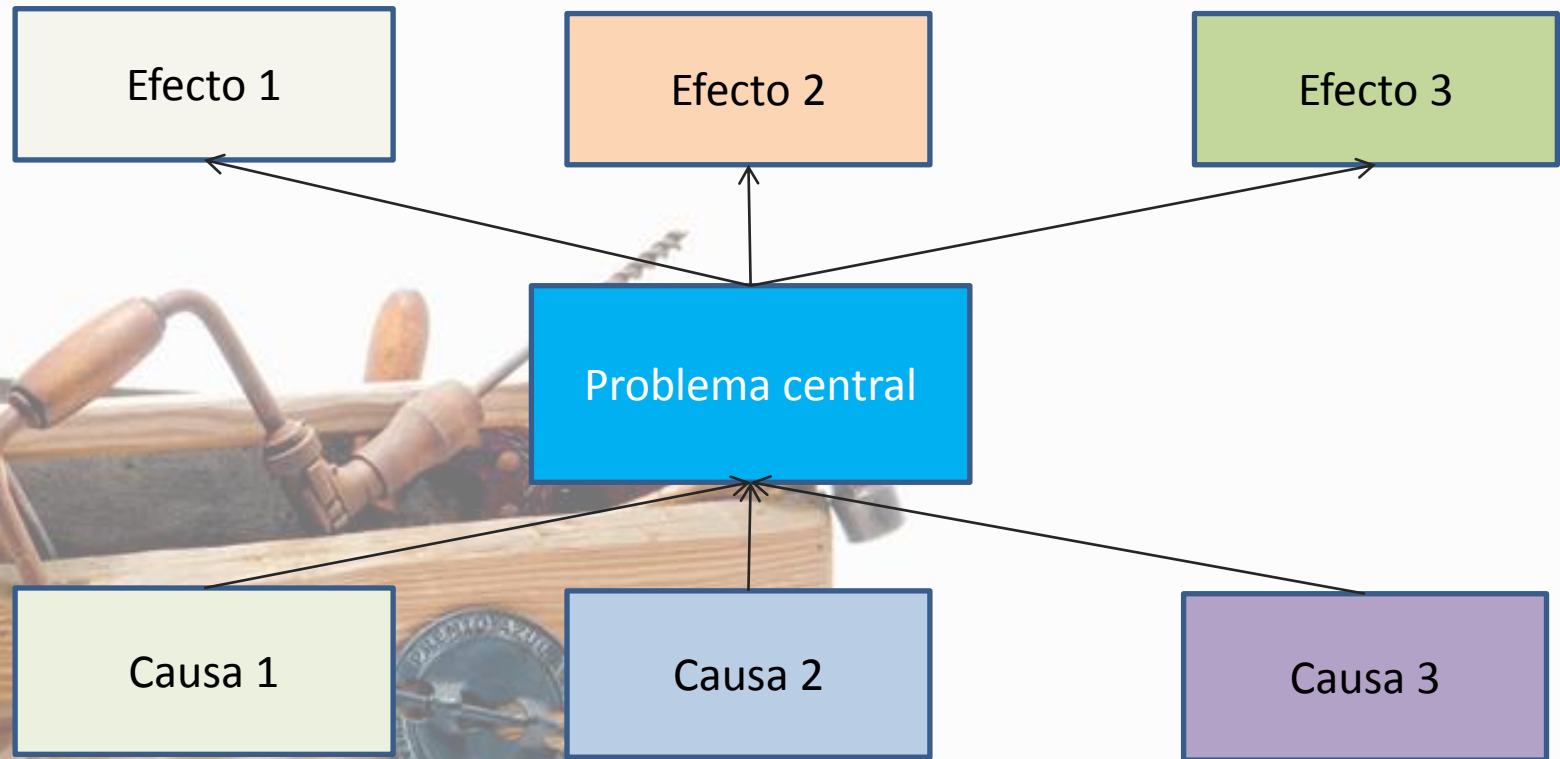 Efecto 1
Efecto 2
Efecto 3
Problema central
Causa 1
Causa 2
Causa 3